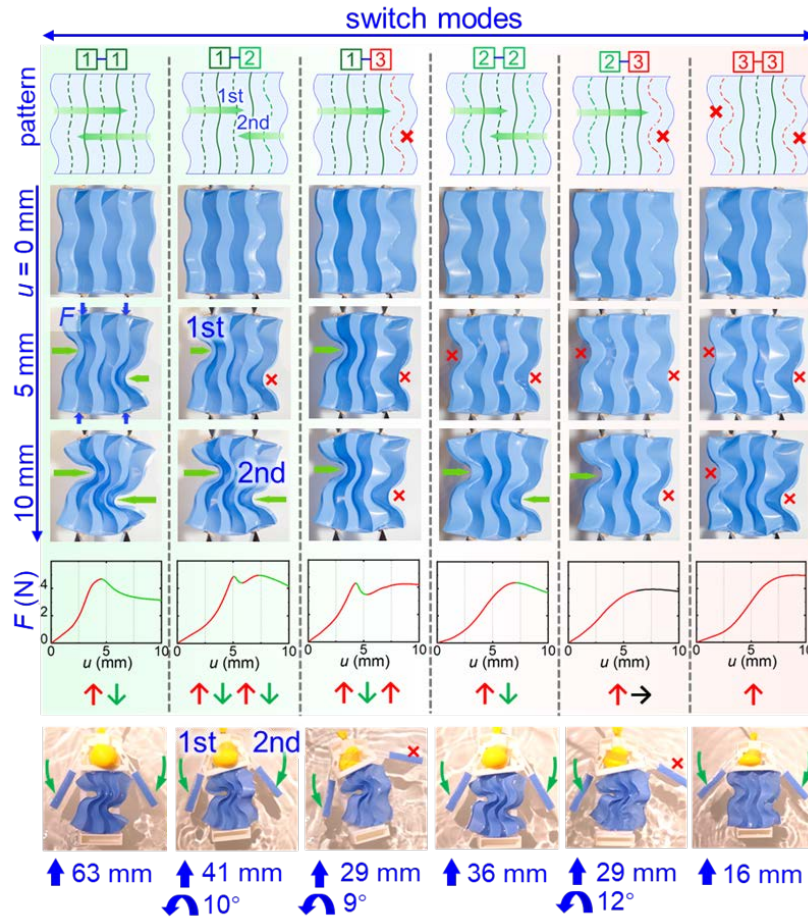 switch modes
1-1 1-2 1-3 2-2 2-3 3-3
pattern
1st
2nd
u = 0 mm
5 mm
F
1st
10 mm
2nd
F (N)
4
2
0
0 5 10 0 5 10 0 5 10 0 5 10 0 5 10 0 5 10
u (mm) u (mm) u (mm) u (mm) u (mm) u (mm)
1st 2nd
63 mm 41 mm 29 mm 36 mm 29 mm 16 mm
10° 9° 12°